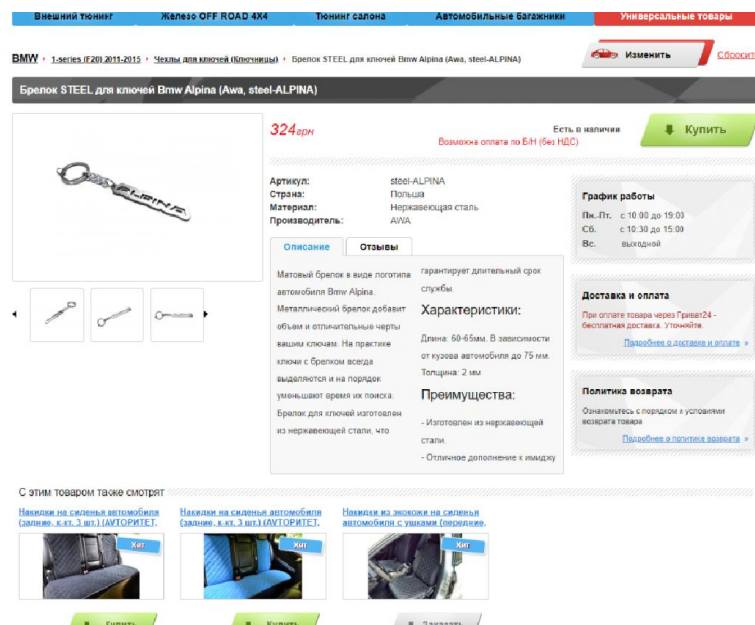 Внешний тюнинг
Железо OFF ROAD 4X4
Тюнинг салона
Автомобильные багажники
Универсальные товары
BMW
1-series (F20) 2011-2015
Чехлы для ключей (Ключницы)
Брелок STEEL для ключей Bmw Alpina (Awa, steel-ALPINA)
Изменить
Сбросить
Брелок STEEL для ключей Bmw Alpina (Awa, steel-ALPINA)
ALPINA
324грн
Есть в наличии
Возможна оплата по Б/Н (без НДС)
Купить
Артикул: steel-ALPINA
Страна: Польша
Материал: Нержавеющая сталь
Производитель: AWA
Описание
Отзывы
Матовый брелок в виде логотипа
автомобиля Bmw Alpina.
Металлический брелок добавит
объем и отличительные черты
вашим ключам. На практике
ключи с брелком всегда
выделяются и на порядок
уменьшают время их поиска.
Брелок для ключей изготовлен
из нержавеющей стали, что
гарантирует длительный срок
службы.
Характеристики:
Длина: 60-65мм. В зависимости
от кузова автомобиля до 75 мм.
Толщина: 2 мм
Преимущества:
- Изготовлен из нержавеющей
стали.
- Отличное дополнение к имиджу
График работы
Пн.-Пт. с 10:00 до 19:00
Сб. с 10:30 до 15:00
Вс. выходной
Доставка и оплата
При оплате товара через Приват24 -
бесплатная доставка. Уточняйте.
Подробнее о доставке и оплате »
Политика возврата
Ознакомьтесь с порядком и условиями
возврата товара
Подробнее о политике возврата »
С этим товаром также смотрят
Накидки на сиденья автомобиля
(задние, к-кт. 3 шт.) (АVТОРИТЕТ,
Хит
Купить
Накидки на сиденья автомобиля
(задние, к-кт. 3 шт.) (АVТОРИТЕТ,
Хит
Купить
Накидки из экокожи на сиденья
автомобиля с ушками (передние,
Хит
Заказать